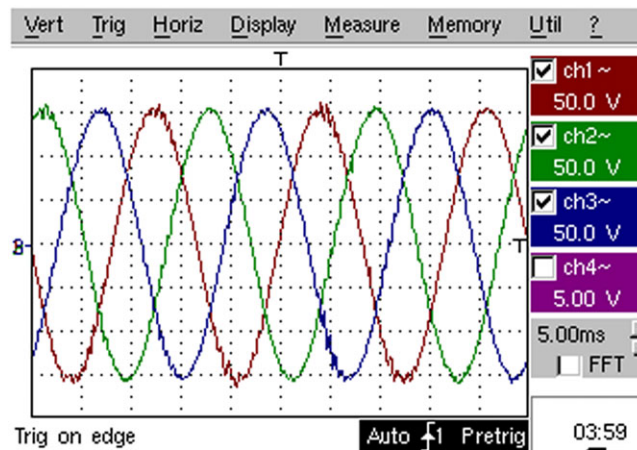 Vert Trig Horiz Display Measure Memory Util ?
T
ch1~
50.0 V
ch2~
50.0 V
ch3~
50.0 V
ch4~
5.00 V
T
5.00ms
FFT
Trig on edge
Auto 1 Pretrig
03:59